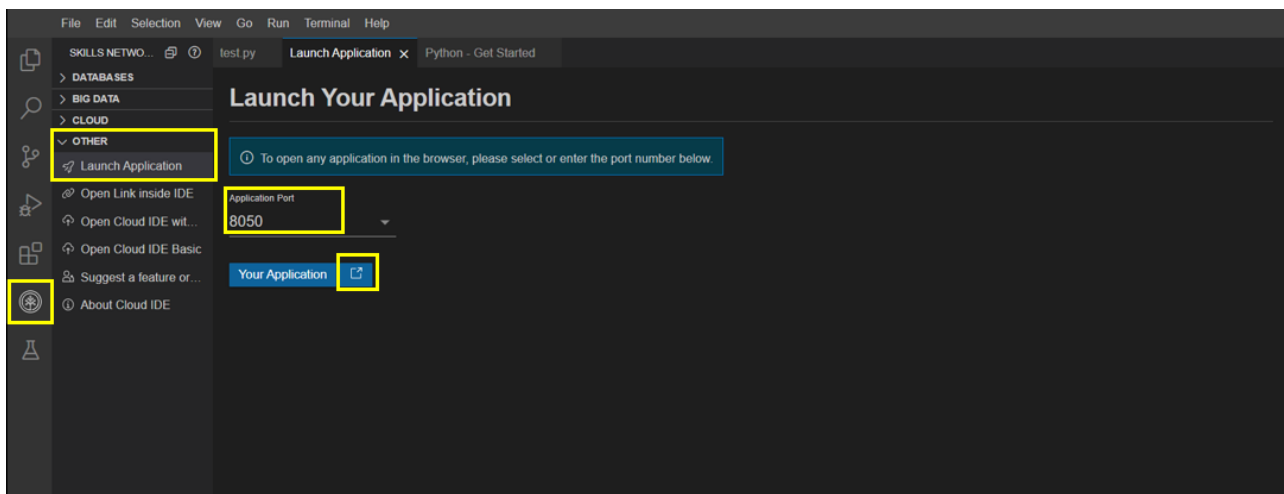 File Edit Selection View Go Run Terminal Help
SKILLS NETWO...
test.py Launch Application Python - Get Started
> DATABASES
> BIG DATA
> CLOUD
OTHER
Launch Application
Open Link inside IDE
Open Cloud IDE wit...
Open Cloud IDE Basic
Suggest a feature or...
About Cloud IDE
Launch Your Application
To open any application in the browser, please select or enter the port number below.
Application Port
8050
Your Application